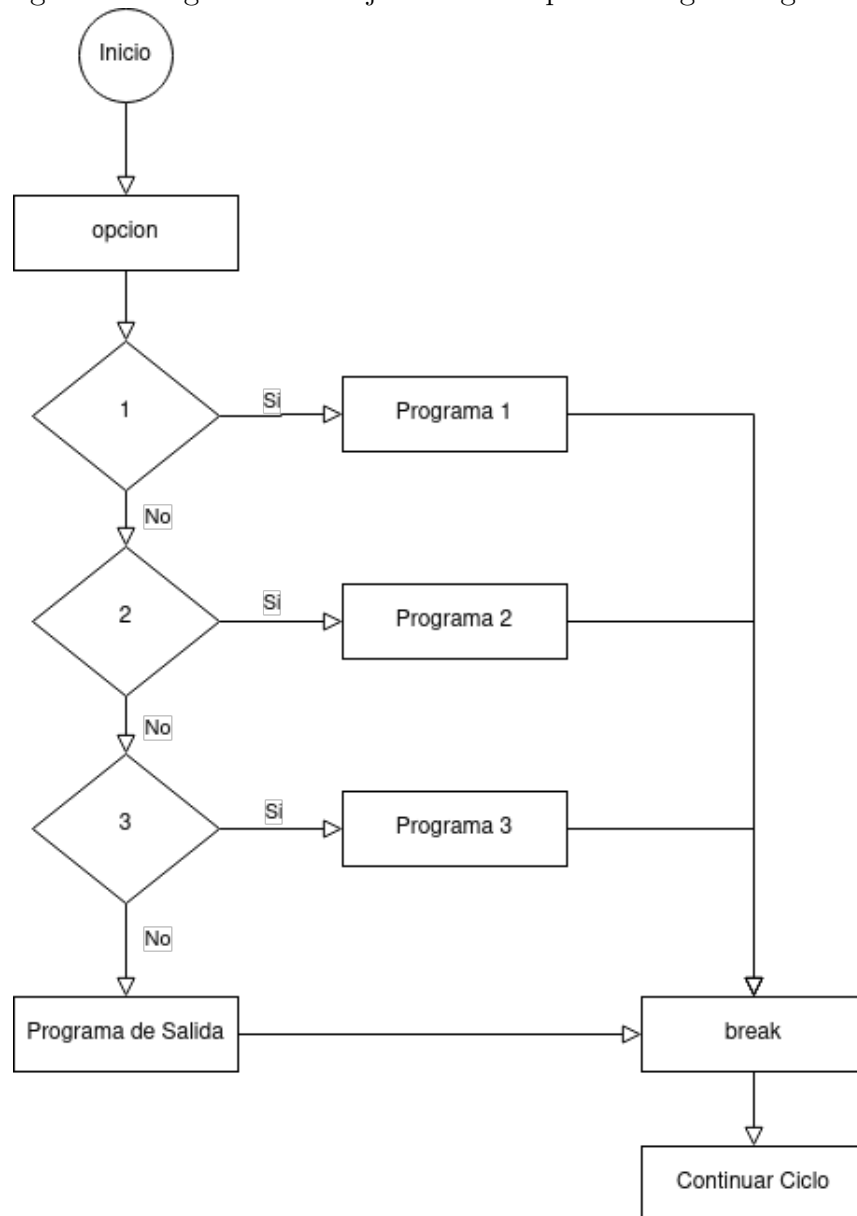 Inicio
opcion
1
Si
Programa 1
No
2
Si
Programa 2
No
3
Si
Programa 3
No
Programa de Salida
break
Continuar Ciclo